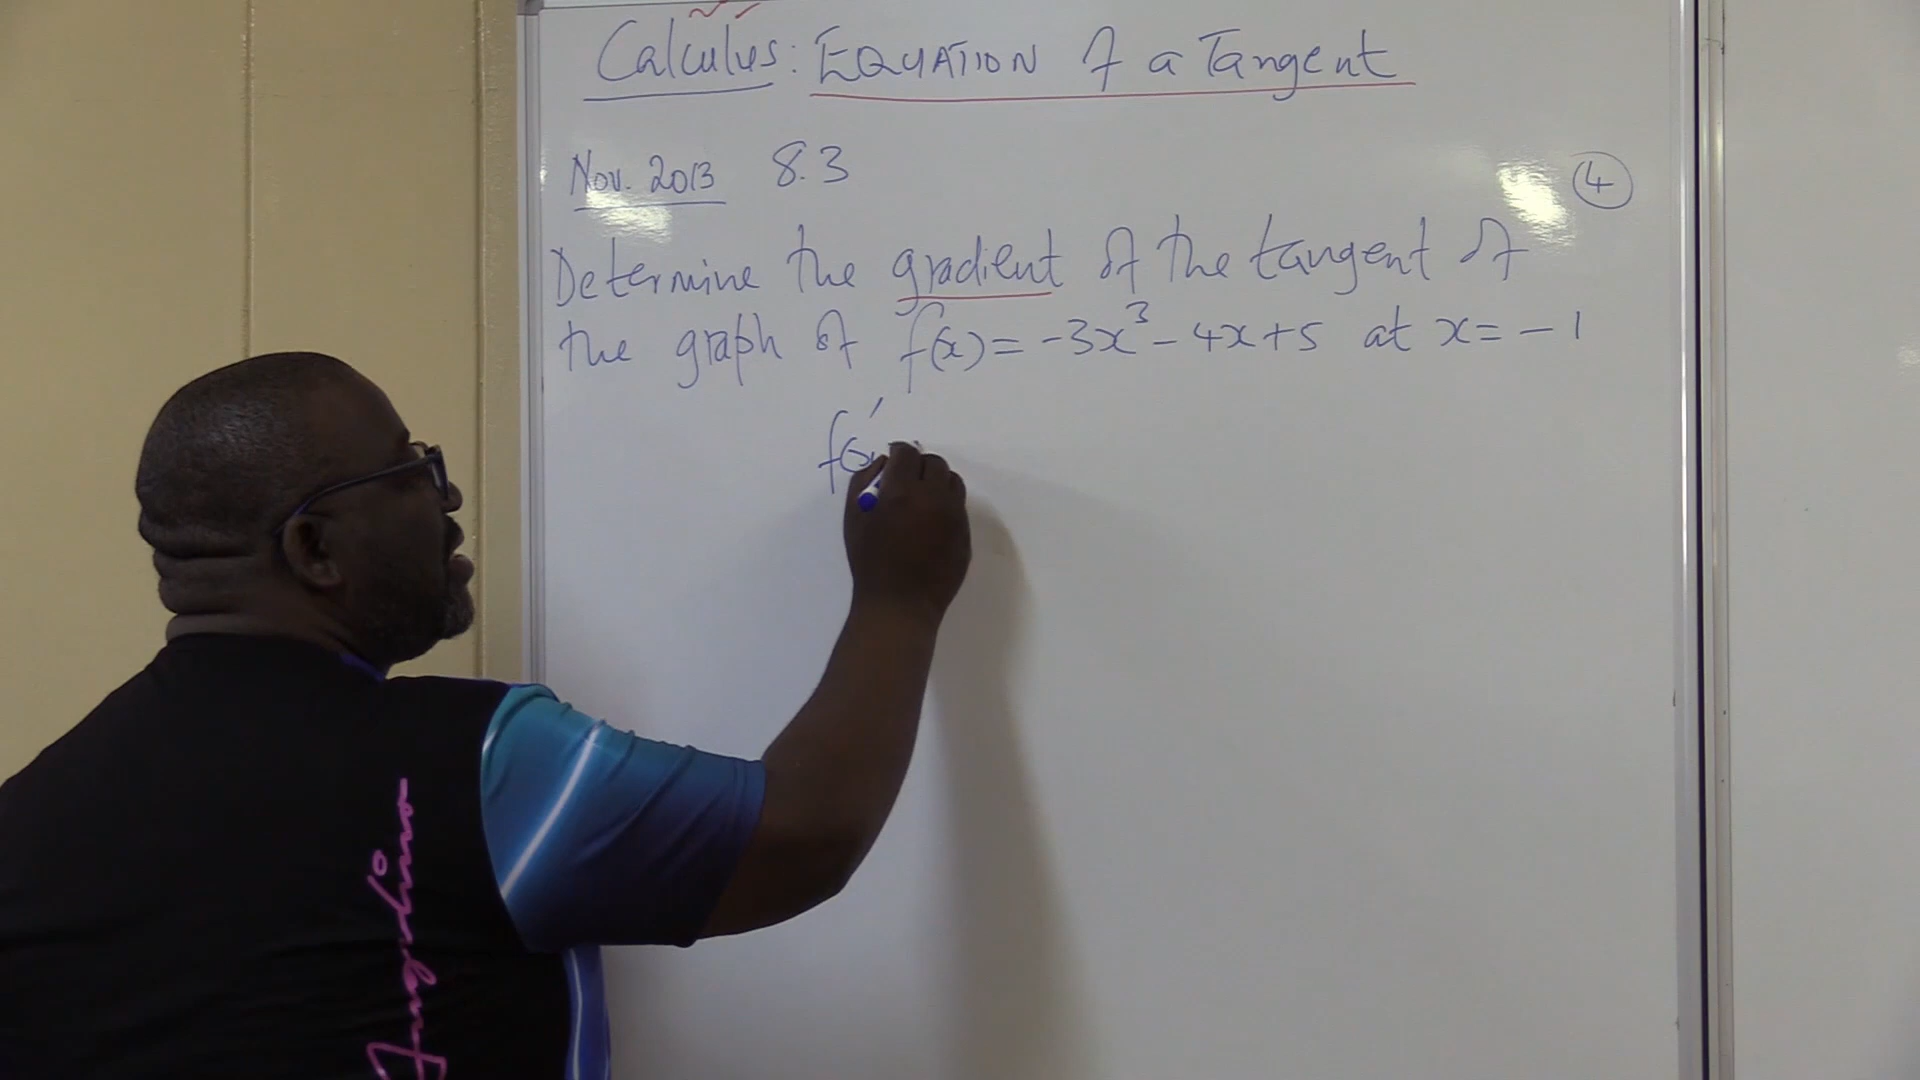 Calculus: EQUATION of a Tangent
Nov. 2013 8.3
4
Determine the gradient of the tangent of
the graph of f(x) = -3x³ - 4x + 5 at x = -1
f'(x